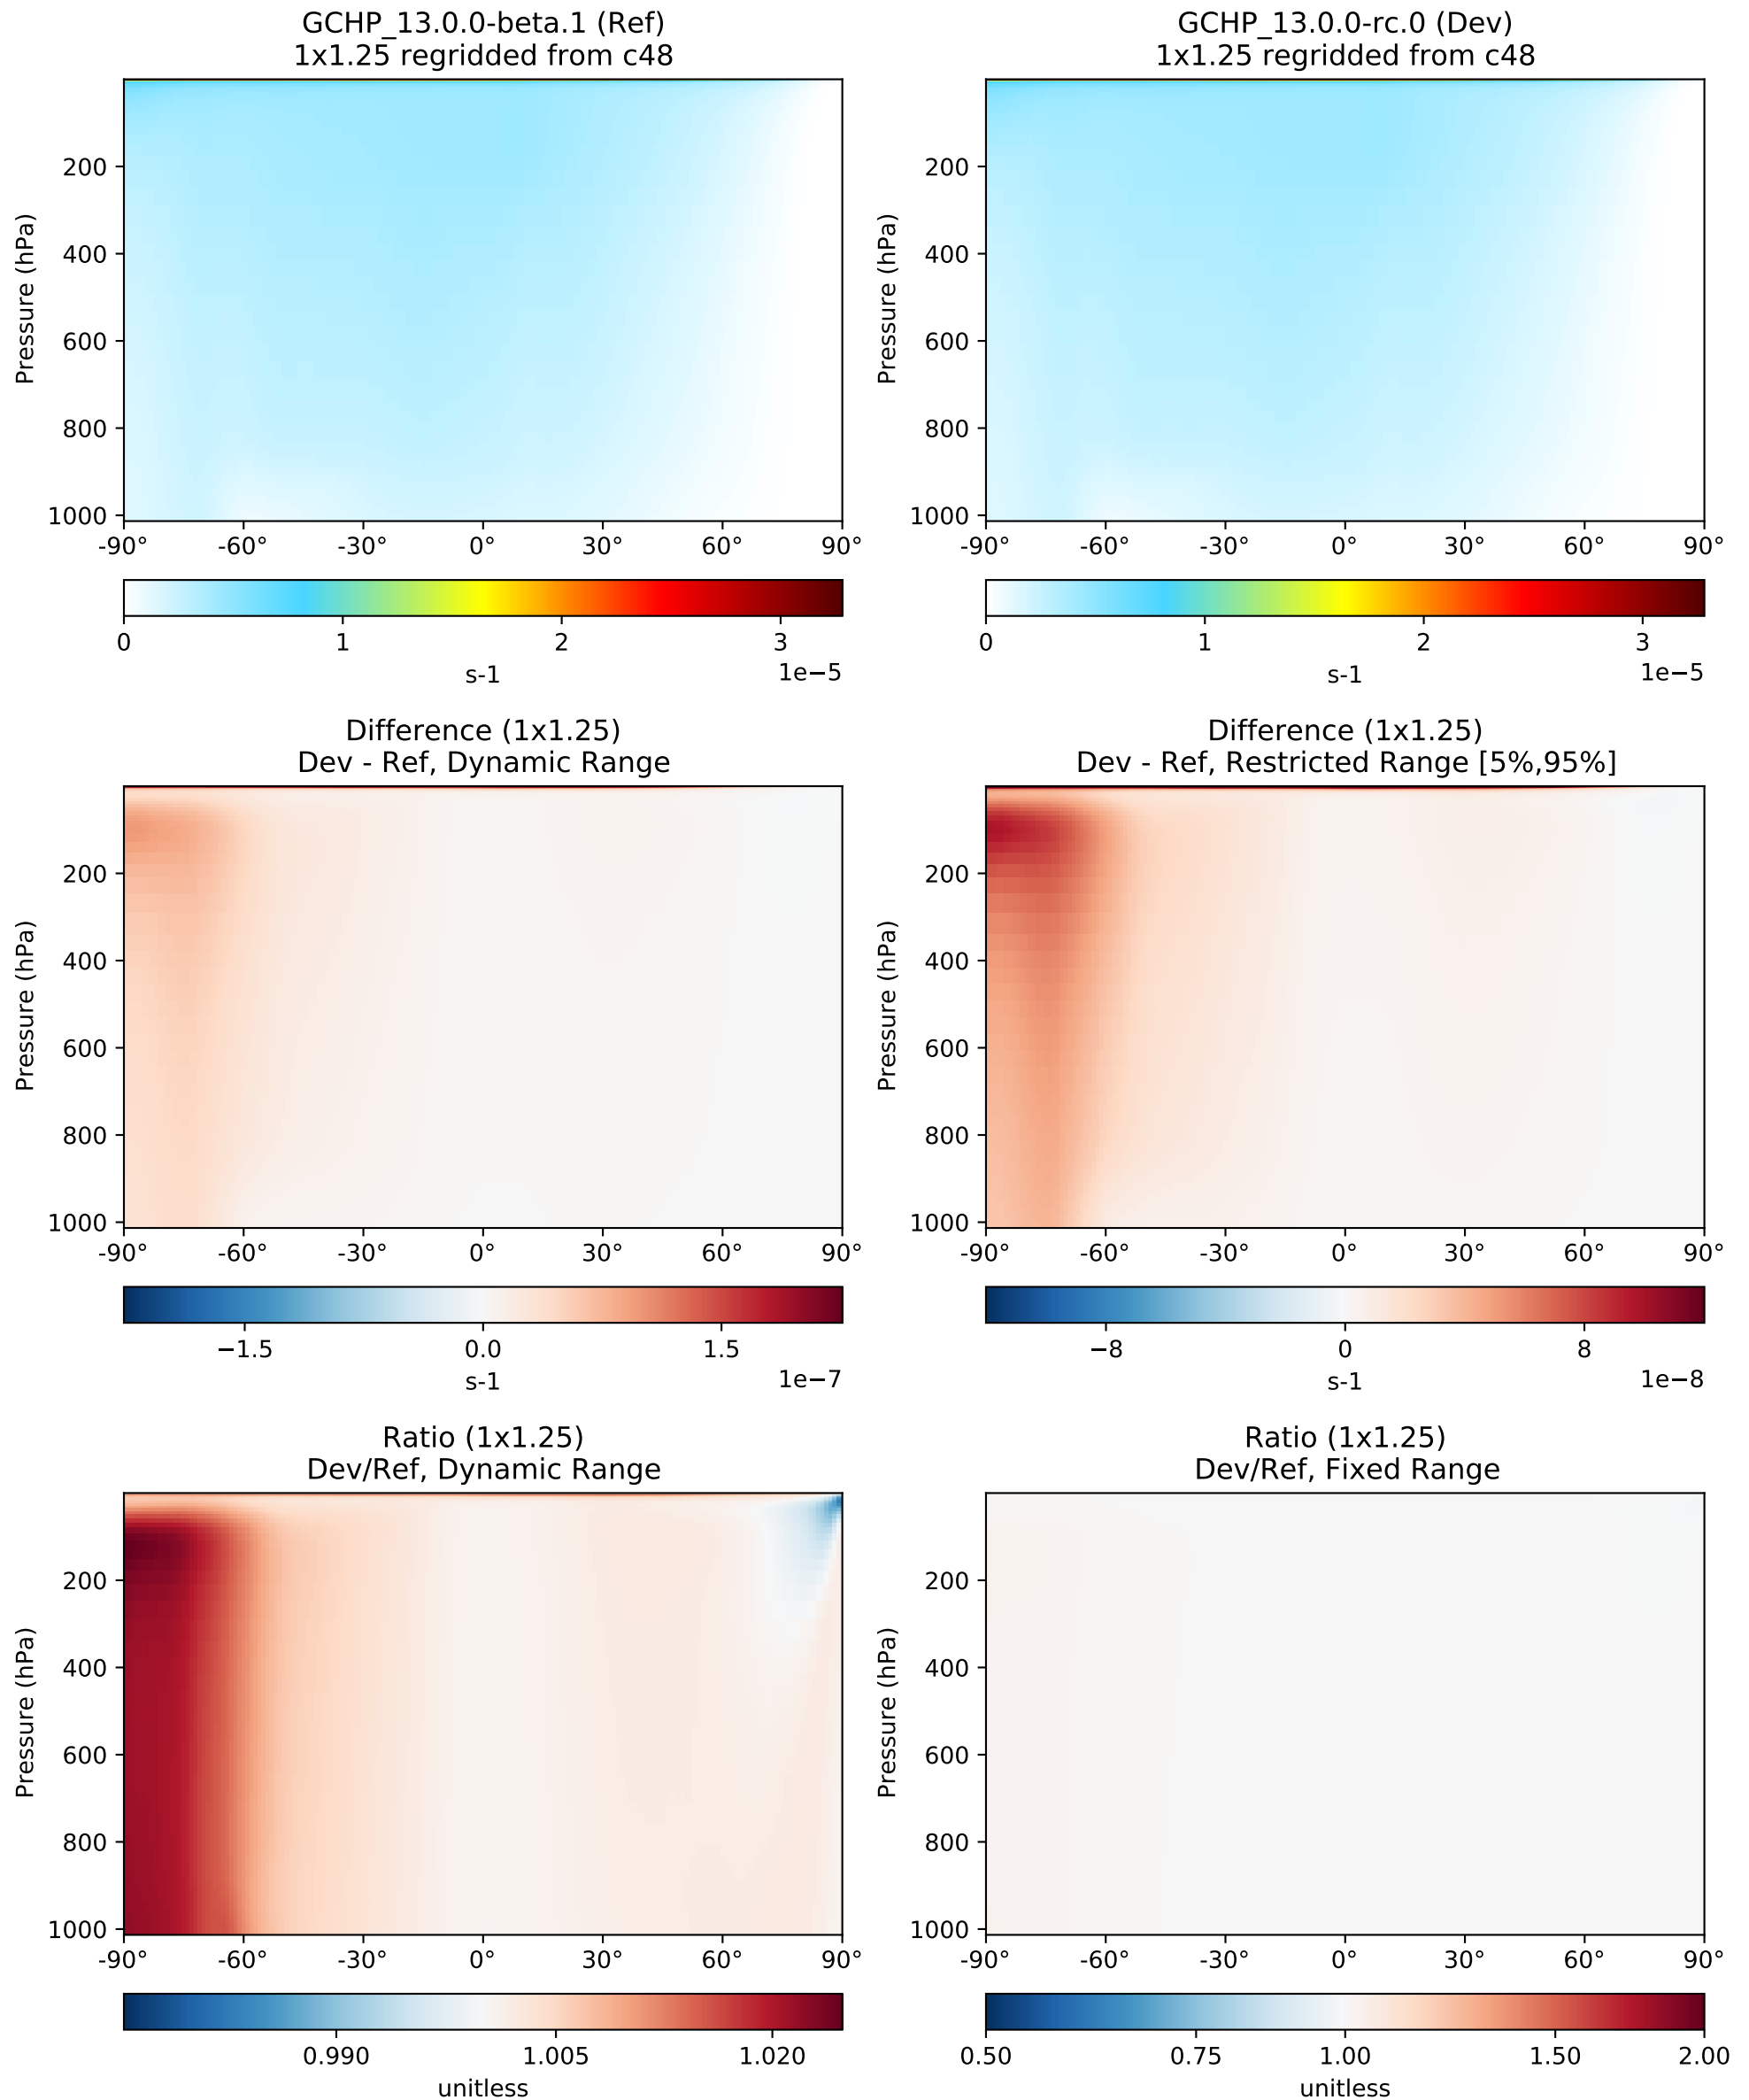 GCHP_13.0.0-beta.1 (Ref)
1x1.25 regridded from c48
Pressure (hPa)
200
400
600
800
1000
-90° -60° -30° 0° 30° 60° 90°
0 1 2 3
1e−5
s-1
GCHP_13.0.0-rc.0 (Dev)
1x1.25 regridded from c48
Pressure (hPa)
200
400
600
800
1000
-90° -60° -30° 0° 30° 60° 90°
0 1 2 3
1e−5
s-1
Difference (1x1.25)
Dev - Ref, Dynamic Range
Pressure (hPa)
200
400
600
800
1000
-90° -60° -30° 0° 30° 60° 90°
−1.5 0.0 1.5
1e−7
s-1
Difference (1x1.25)
Dev - Ref, Restricted Range [5%,95%]
Pressure (hPa)
200
400
600
800
1000
-90° -60° -30° 0° 30° 60° 90°
−8 0 8
1e−8
s-1
Ratio (1x1.25)
Dev/Ref, Dynamic Range
Pressure (hPa)
200
400
600
800
1000
-90° -60° -30° 0° 30° 60° 90°
0.990 1.005 1.020
unitless
Ratio (1x1.25)
Dev/Ref, Fixed Range
Pressure (hPa)
200
400
600
800
1000
-90° -60° -30° 0° 30° 60° 90°
0.50 0.75 1.00 1.50 2.00
unitless